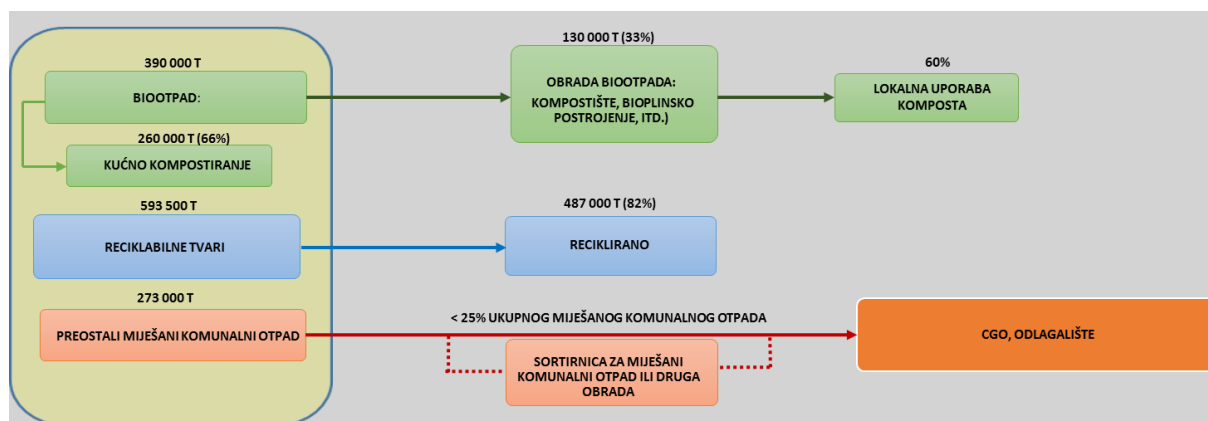 390 000 T
BIOOTPAD:
260 000 T (66%)
KUĆNO KOMPOSTIRANJE
130 000 T (33%)
OBRADA BIOOTPADA:
KOMPOSTIŠTE, BIOPLINSKO
POSTROJENJE, ITD.)
60%
LOKALNA UPORABA
KOMPOSTA
593 500 T
RECIKLABILNE TVARI
487 000 T (82%)
RECIKLIRANO
273 000 T
PREOSTALI MIJEŠANI KOMUNALNI OTPAD
< 25% UKUPNOG MIJEŠANOG KOMUNALNOG OTPADA
SORTIRNICA ZA MIJEŠANI
KOMUNALNI OTPAD ILI DRUGA
OBRADA
CGO, ODLAGALIŠTE